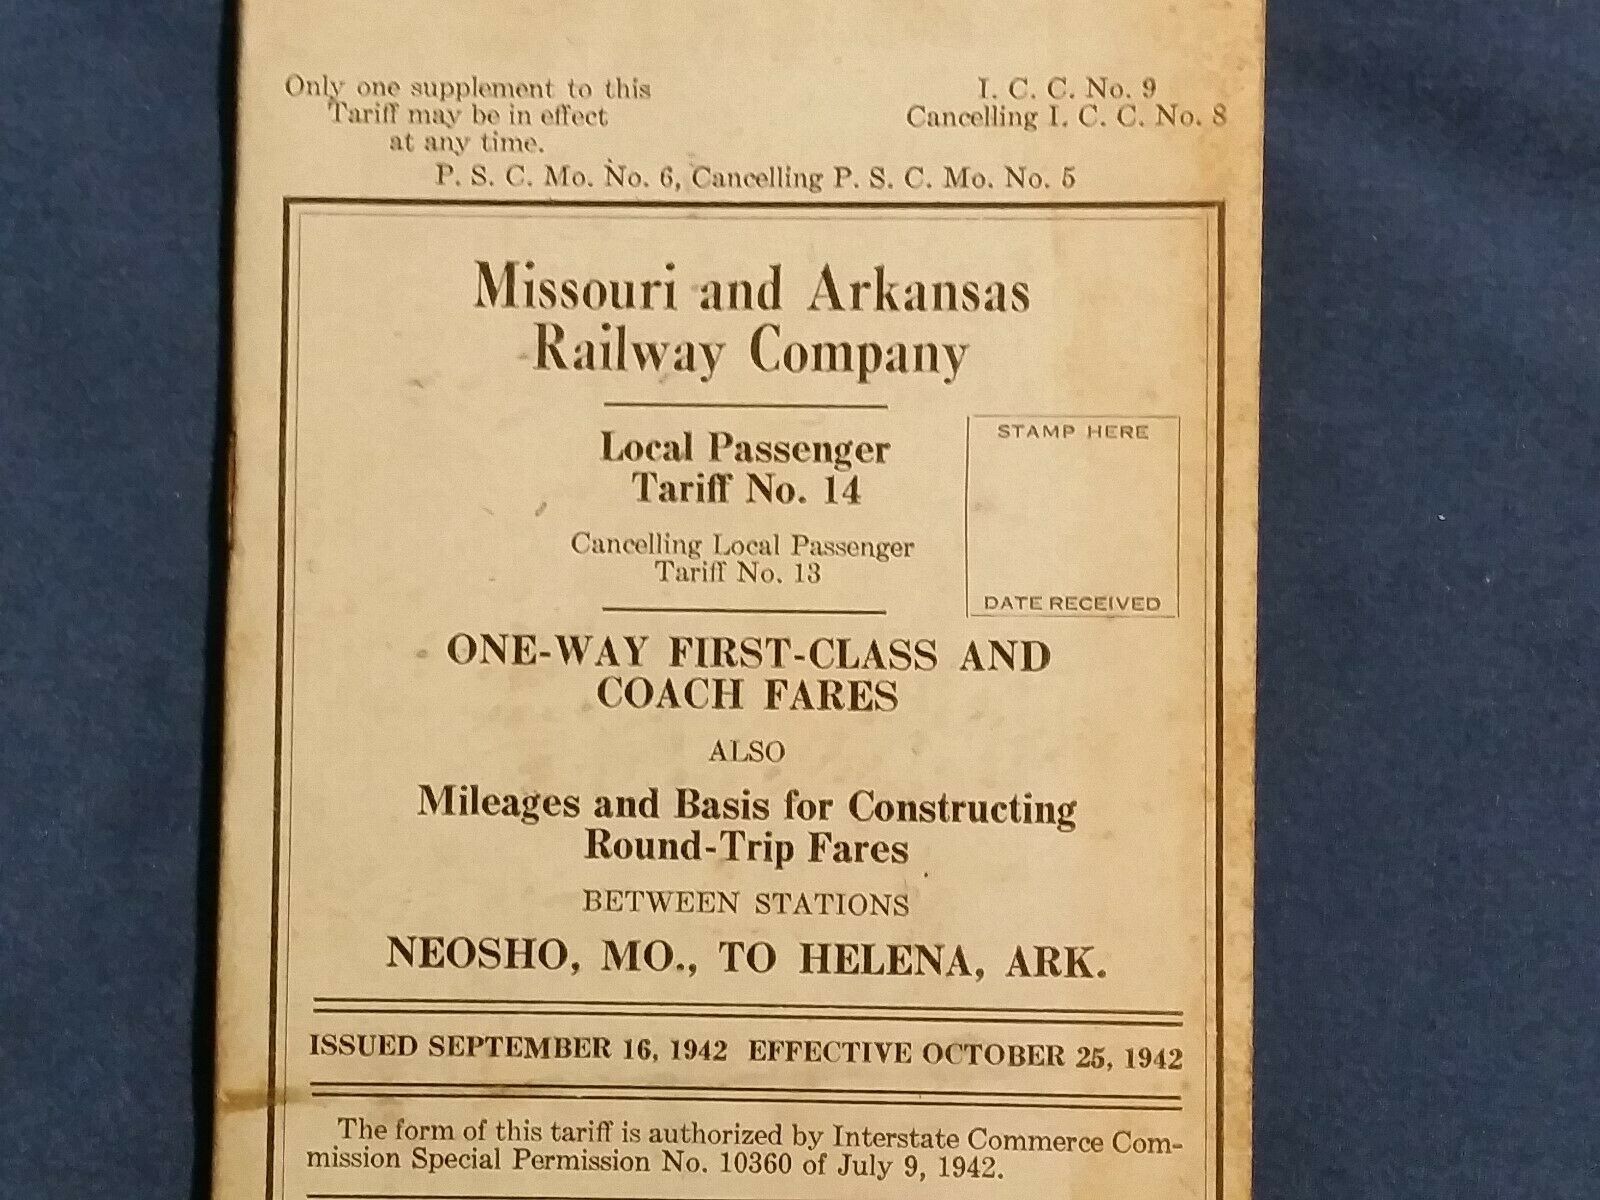 Only one supplement to this
Tariff may be in effect
at any time.
I. C. C. No. 9
Cancelling I. C. C. No. 8
P. S. C. Mo. No. 6, Cancelling P. S. C. Mo. No. 5
Missouri and Arkansas
Railway Company
Local Passenger
Tariff No. 14
Cancelling Local Passenger
Tariff No. 13
STAMP HERE
DATE RECEIVED
ONE-WAY FIRST-CLASS AND
COACH FARES
ALSO
Mileages and Basis for Constructing
Round-Trip Fares
BETWEEN STATIONS
NEOSHO, MO., TO HELENA, ARK.
ISSUED SEPTEMBER 16, 1942 EFFECTIVE OCTOBER 25, 1942
The form of this tariff is authorized by Interstate Commerce Com-
mission Special Permission No. 10360 of July 9, 1942.